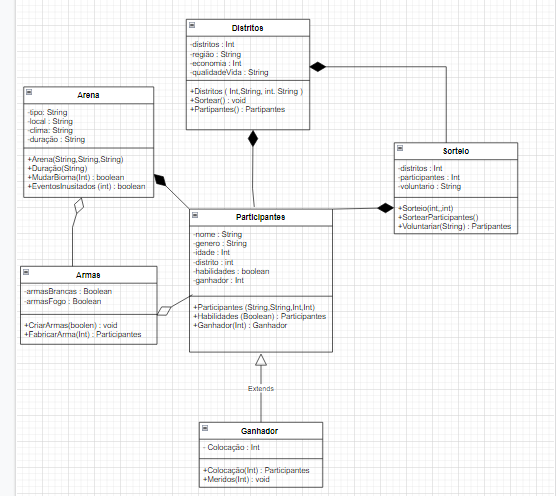 Distritos
-distritos : Int
-região : String
-economia : Int
-qualidadeVida : String
+Distritos ( Int,String, int. String )
+Sortear() : void
+Partipantes() : Partipantes
Arena
-tipo: String
-local : String
-clima: String
-duração : String
+Arena(String,String,String)
+Duração(String)
+MudarBioma(Int) : boolean
+EventosInusitados (int) : boolean
Sorteio
-distritos : Int
-participantes : Int
-voluntario : String
+Sorteio(int,,int)
+SortearParticipantes()
+Voluntariar(String) : Partipantes
Participantes
-nome : String
-genero : String
-idade : Int
-distrito : int
-habilidades : boolean
-ganhador : Int
+Participantes (String,String,Int,Int)
+Habilidades (Boolean) : Participantes
+Ganhador(Int) : Ganhador
Armas
-armasBrancas : Boolean
-armasFogo : Boolean
+CriarArmas(boolen) : void
+FabricarArma(Int) : Participantes
Extends
Ganhador
- Colocação : Int
+Colocação(Int) : Participantes
+Meridos(Int) : void